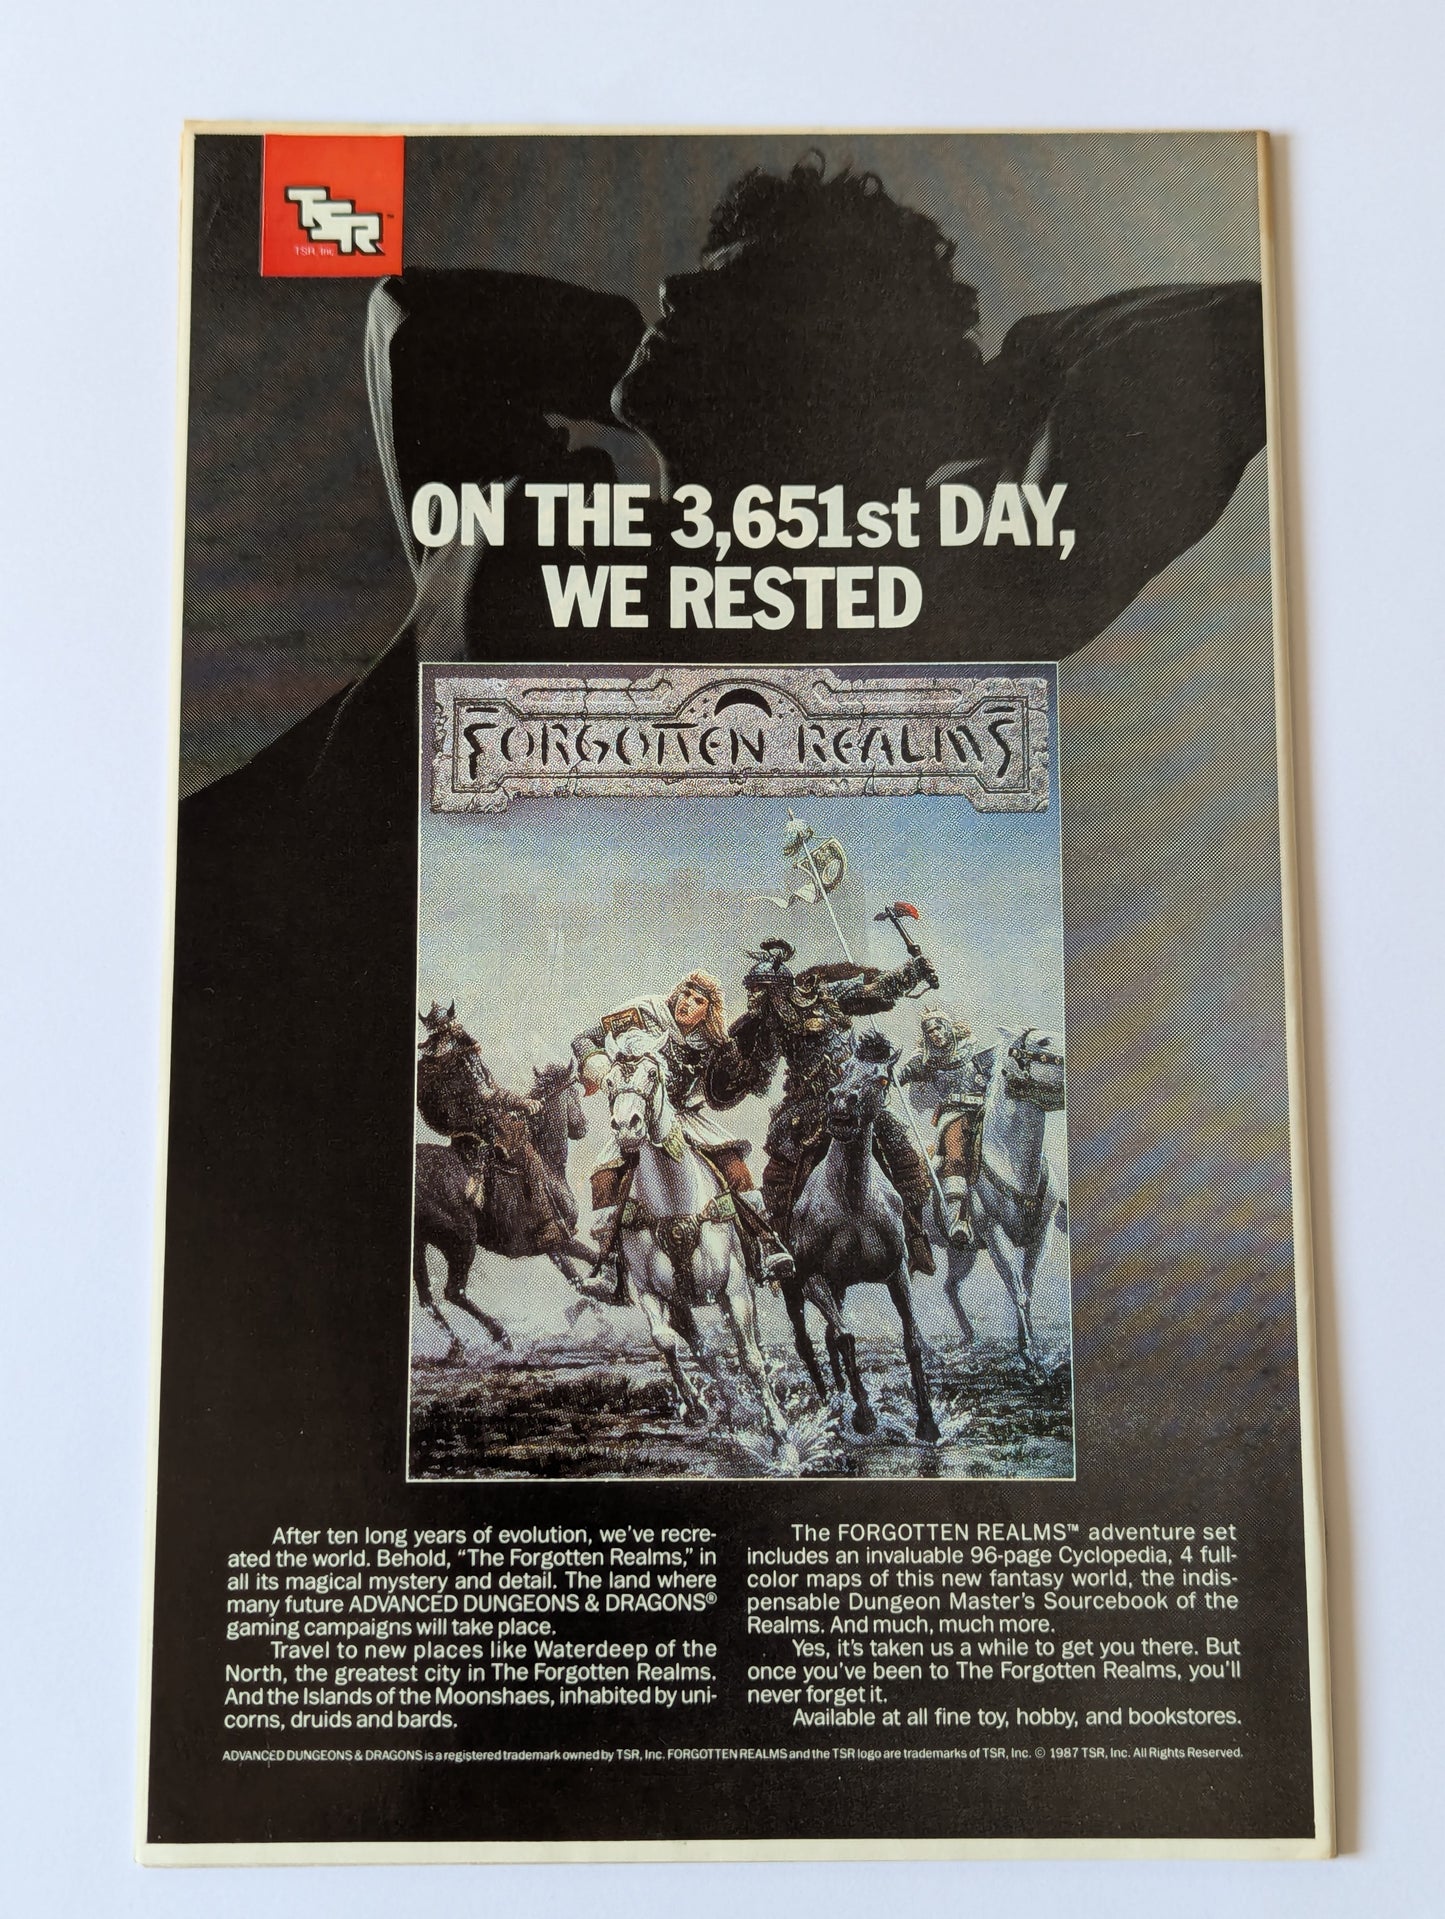 TSR™
TSR, Inc.
ON THE 3,651st DAY,
WE RESTED
FORGOTTEN REALMS
After ten long years of evolution, we've recre-
ated the world. Behold, “The Forgotten Realms,” in
all its magical mystery and detail. The land where
many future ADVANCED DUNGEONS & DRAGONS®
gaming campaigns will take place.
Travel to new places like Waterdeep of the
North, the greatest city in The Forgotten Realms.
And the Islands of the Moonshaes, inhabited by uni-
corns, druids and bards.
The FORGOTTEN REALMS™ adventure set
includes an invaluable 96-page Cyclopedia, 4 full-
color maps of this new fantasy world, the indis-
pensable Dungeon Master's Sourcebook of the
Realms. And much, much more.
Yes, it's taken us a while to get you there. But
once you've been to The Forgotten Realms, you'll
never forget it.
Available at all fine toy, hobby, and bookstores.
ADVANCED DUNGEONS & DRAGONS is a registered trademark owned by TSR, Inc. FORGOTTEN REALMS and the TSR logo are trademarks of TSR, Inc. © 1987 TSR, Inc. All Rights Reserved.